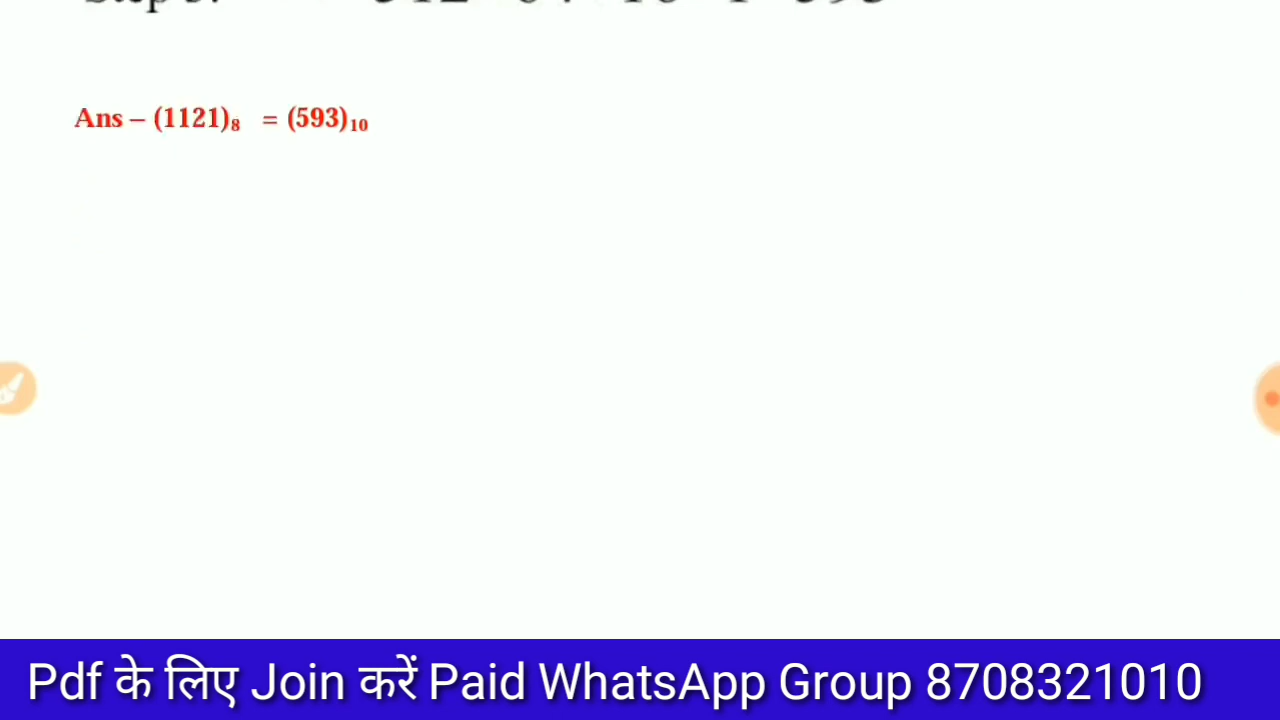 Ans – (1121)₈ = (593)₁₀
Pdf के लिए Join करें Paid WhatsApp Group 8708321010